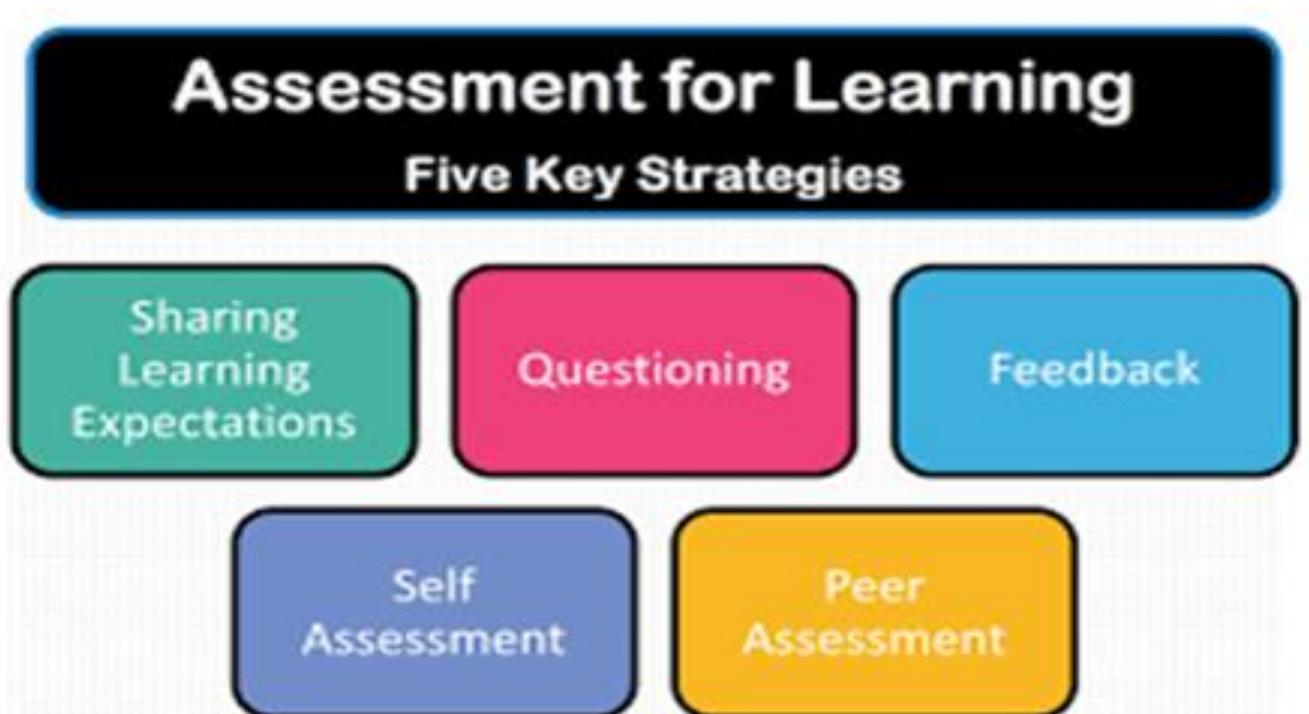 Assessment for Learning
Five Key Strategies
Sharing
Learning
Expectations
Questioning
Feedback
Self
Assessment
Peer
Assessment